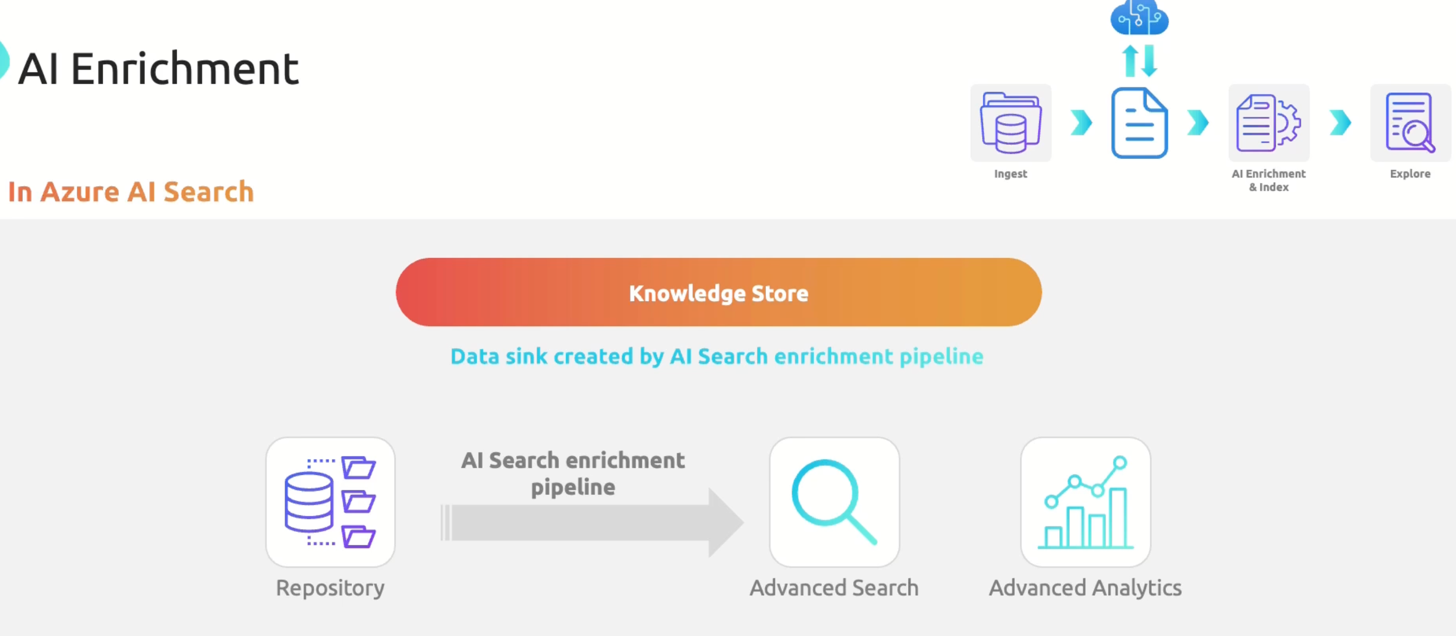 AI Enrichment
Ingest
AI Enrichment
& Index
Explore
In Azure AI Search
Knowledge Store
Data sink created by AI Search enrichment pipeline
AI Search enrichment
pipeline
Repository
Advanced Search
Advanced Analytics